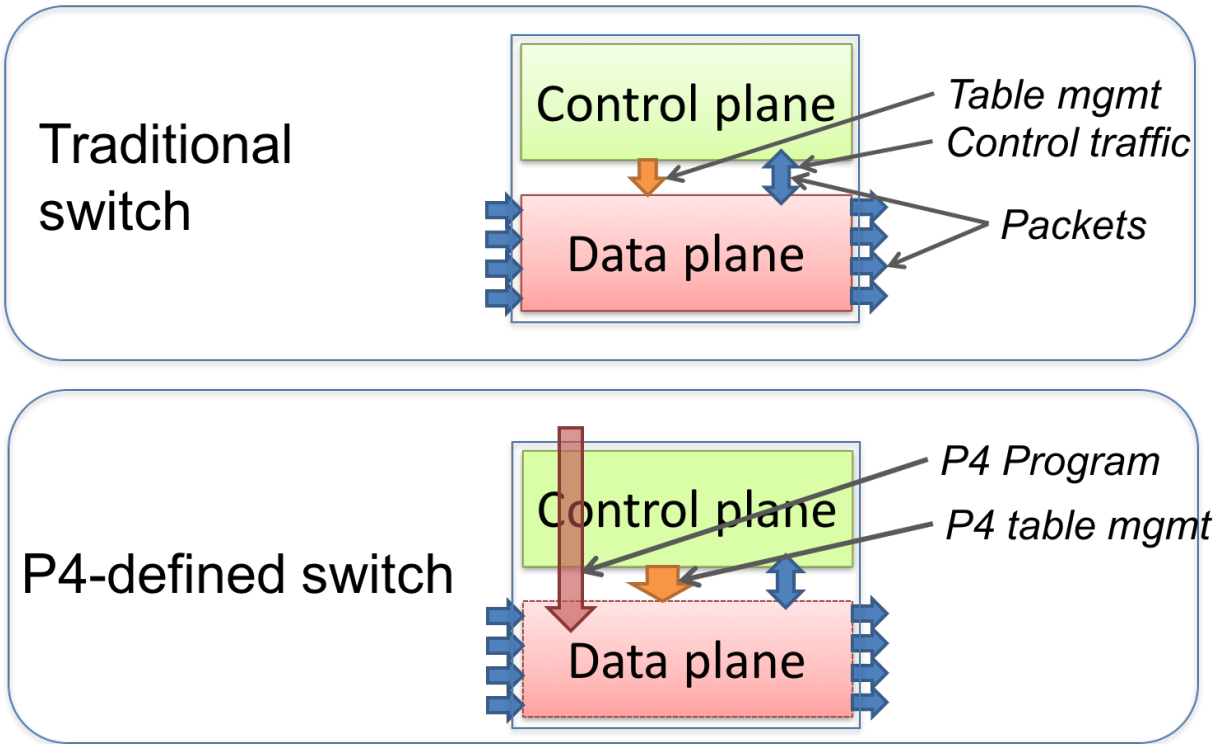 Traditional
switch
Control plane
Data plane
Table mgmt
Control traffic
Packets
P4-defined switch
Control plane
Data plane
P4 Program
P4 table mgmt